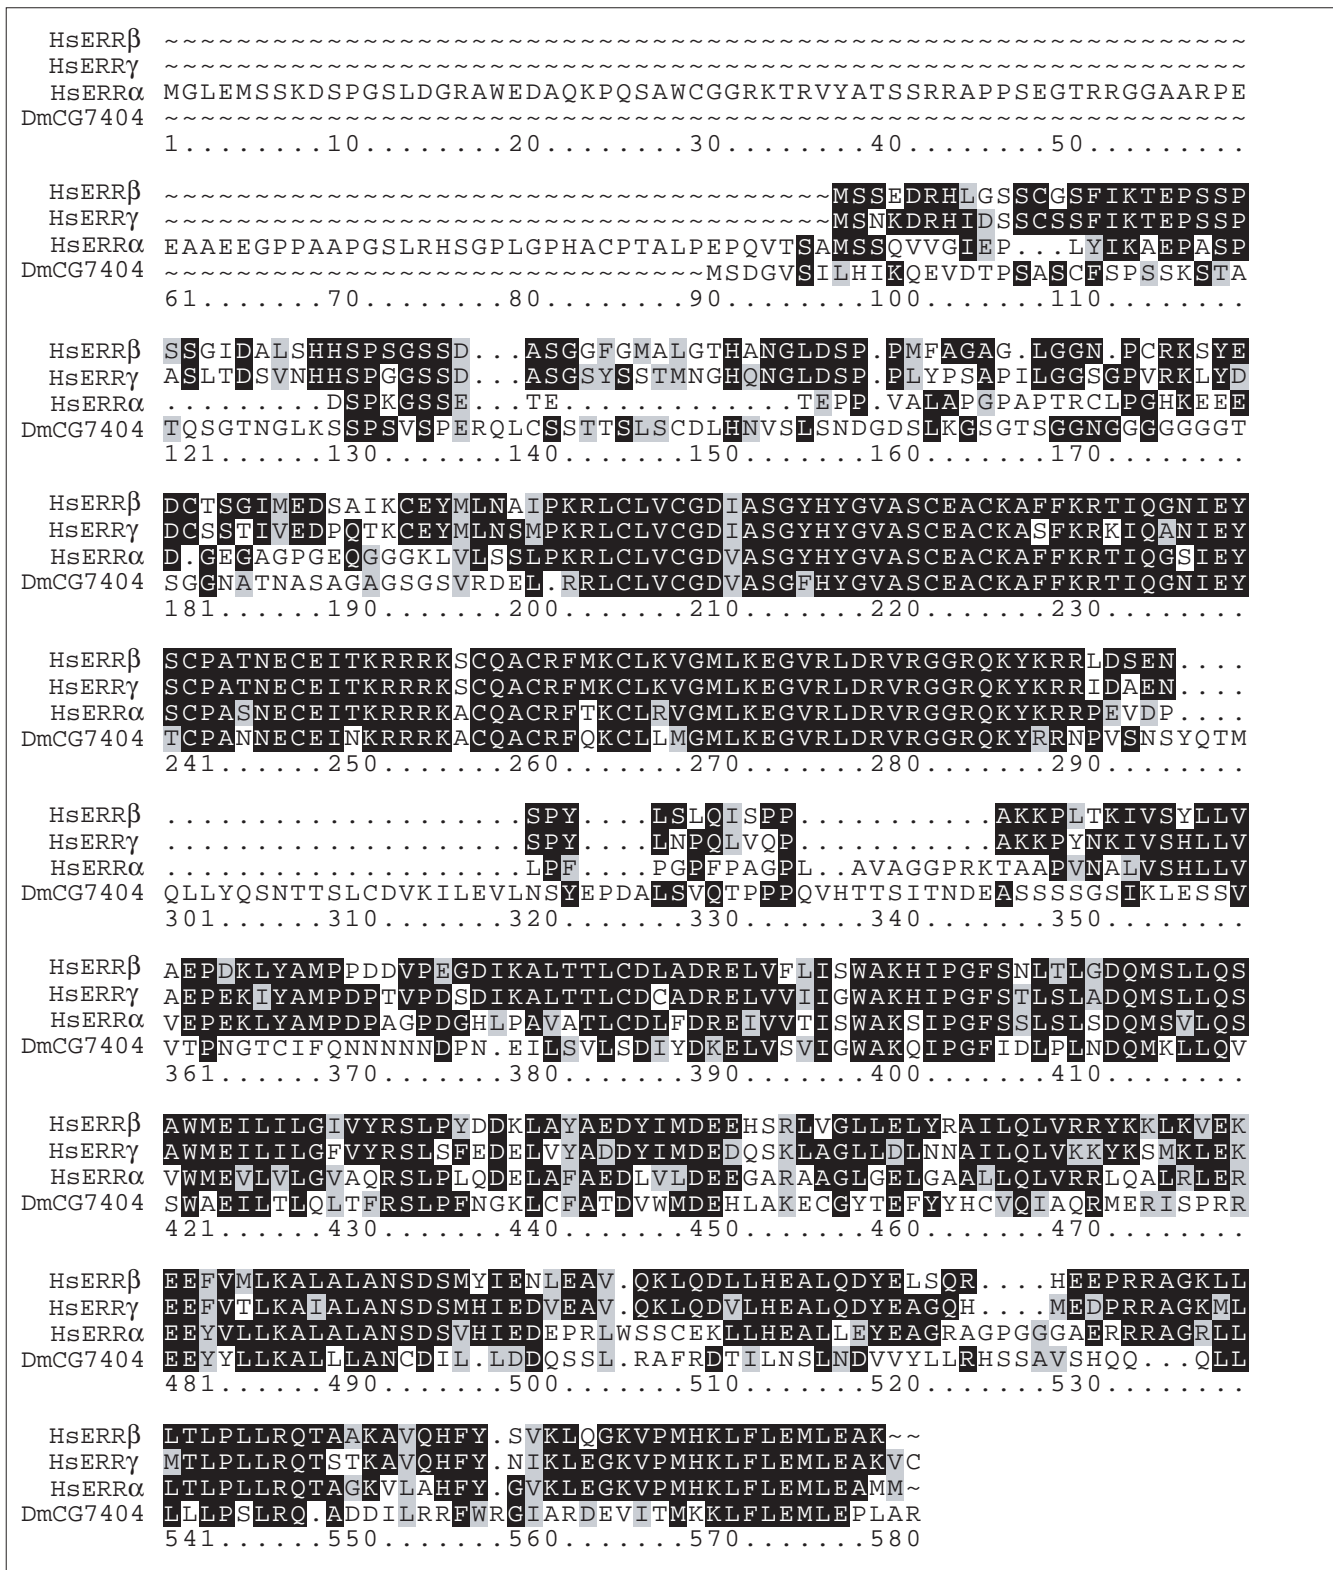 HsERRβ ~~~~~~~~~~~~~~~~~~~~~~~~~~~~~~~~~~~~~~~~~~~~~~~~~~~~~~~~~~~~
HsERRγ ~~~~~~~~~~~~~~~~~~~~~~~~~~~~~~~~~~~~~~~~~~~~~~~~~~~~~~~~~~~~
HsERRα MGLEMSSKDSPGSLDGRAWEDAQKPQSAWCGGRKTRVYATSSRRAPPSEGTRRGGAARPE
DmCG7404 ~~~~~~~~~~~~~~~~~~~~~~~~~~~~~~~~~~~~~~~~~~~~~~~~~~~~~~~~~~~~
1........10........20........30........40........50.........
HsERRβ ~~~~~~~~~~~~~~~~~~~~~~~~~~~~~~~~~~~~~MSSEDRHLGSSCGSFIKTEPSSP
HsERRγ ~~~~~~~~~~~~~~~~~~~~~~~~~~~~~~~~~~~~~MSNKDRHIDSSCSSFIKTEPSSP
HsERRα EAAEEGPPAAPGSLRHSGPLGPHACPTALPEPQVTSAMSSQVVGIEP...LYIKAEPASP
DmCG7404 ~~~~~~~~~~~~~~~~~~~~~~~~~~~~~~MSDGVSILHIKQEVDTPSASCFSPSSKSTA
61.......70........80........90........100.......110........
HsERRβ SSGIDALSHHSPSGSSD...ASGGFGMALGTHANGLDSP.PMFAGAG.LGGN.PCRKSYE
HsERRγ ASLTDSVNHHSPGGSSD...ASGSYSSTMNGHQNGLDSP.PLYPSAPILGGSGPVRKLYD
HsERRα .........DSPKGSSE...TE.............TEPP.VALAPGPAPTRCLPGHKEEE
DmCG7404 TQSGTNGLKSSPSVSPERQLCSSTTSLSCDLHNVSLSNDGDSLKGSGTSGGNGGGGGGGT
121......130.......140.......150.......160.......170........
HsERRβ DCTSGIMEDSAIKCEYMLNAIPKRLCLVCGDIASGYHYGVASCEACKAFFKRTIQGNIEY
HsERRγ DCSSTIVEDPQTKCEYMLNSMPKRLCLVCGDIASGYHYGVASCEACKASFKRKIQANIEY
HsERRα D.GEGAGPGEQGGGKLVLSSLPKRLCLVCGDVASGYHYGVASCEACKAFFKRTIQGSIEY
DmCG7404 SGGNATNASAGAGSGSVRDEL.RRLCLVCGDVASGFHYGVASCEACKAFFKRTIQGNIEY
181......190.......200.......210.......220.......230........
HsERRβ SCPATNECEITKRRRKSCQACRFMKCLKVGMLKEGVRLDRVRGGRQKYKRRLDSEN....
HsERRγ SCPATNECEITKRRRKSCQACRFMKCLKVGMLKEGVRLDRVRGGRQKYKRRIDAEN....
HsERRα SCPASNECEITKRRRKACQACRFTKCLRVGMLKEGVRLDRVRGGRQKYKRRPEVDP....
DmCG7404 TCPANNECEINKRRRKACQACRFQKCLLMGMLKEGVRLDRVRGGRQKYRRNPVSNSYQTM
241......250.......260.......270.......280.......290........
HsERRβ ....................SPY....LSLQISPP...........AKKPLTKIVSYLLV
HsERRγ ....................SPY....LNPQLVQP...........AKKPYNKIVSHLLV
HsERRα ....................LPF....PGPFPAGPL..AVAGGPRKTAAPVNALVSHLLV
DmCG7404 QLLYQSNTTSLCDVKILEVLNSYEPDALSVQTPPPQVHTTSITNDEASSSSGSIKLESSV
301......310.......320.......330.......340.......350........
HsERRβ AEPDKLYAMPPDDVPEGDIKALTTLCDLADRELVFLISWAKHIPGFSNLTLGDQMSLLQS
HsERRγ AEPEKIYAMPDPTVPDSDIKALTTLCDCADRELVVIIGWAKHIPGFSTLSLADQMSLLQS
HsERRα VEPEKLYAMPDPAGPDGHLPAVATLCDLFDREIVVTISWAKSIPGFSSLSLSDQMSVLQS
DmCG7404 VTPNGTCIFQNNNNNDPN.EILSVLSDIYDKELVSVIGWAKQIPGFIDLPLNDQMKLLQV
361......370.......380.......390.......400.......410........
HsERRβ AWMEILILGIVYRSLPYDDKLAYAEDYIMDEEHSRLVGLLELYRAILQLVRRYKKLKVEK
HsERRγ AWMEILILGFVYRSLSFEDELVYADDYIMDEDQSKLAGLLDLNNAILQLVKKYKSMKLEK
HsERRα VWMEVLVLGVAQRSLPLQDELAFAEDLVLDEEGARAAGLGELGAALLQLVRRLQALRLER
DmCG7404 SWAEILTLQLTFRSLPFNGKLCFATDVWMDEHLAKECGYTEFYYHCVQIAQRMERISPRR
421......430.......440.......450.......460.......470........
HsERRβ EEFVMLKALALANSDSMYIENLEAV.QKLQDLLHEALQDYELSQR....HEEPRRAGKLL
HsERRγ EEFVTLKAIALANSDSMHIEDVEAV.QKLQDVLHEALQDYEAGQH....MEDPRRAGKML
HsERRα EEYVLLKALALANSDSVHIEDEPRLWSSCEKLLHEALLEYEAGRAGPGGGAERRRAGRLL
DmCG7404 EEYYLLKALLLANCDIL.LDDQSSL.RAFRDTILNSLNDVVYLLRHSSAVSHQQ...QLL
481......490.......500.......510.......520.......530........
HsERRβ LTLPLLRQTAAKAVQHFY.SVKLQGKVPMHKLFLEMLEAK~~
HsERRγ MTLPLLRQTSTKAVQHFY.NIKLEGKVPMHKLFLEMLEAKVC
HsERRα LTLPLLRQTAGKVLAHFY.GVKLEGKVPMHKLFLEMLEAMM~
DmCG7404 LLLPSLRQ.ADDILRRFWRGIARDEVITMKKLFLEMLEPLAR
541......550.......560.......570.......580